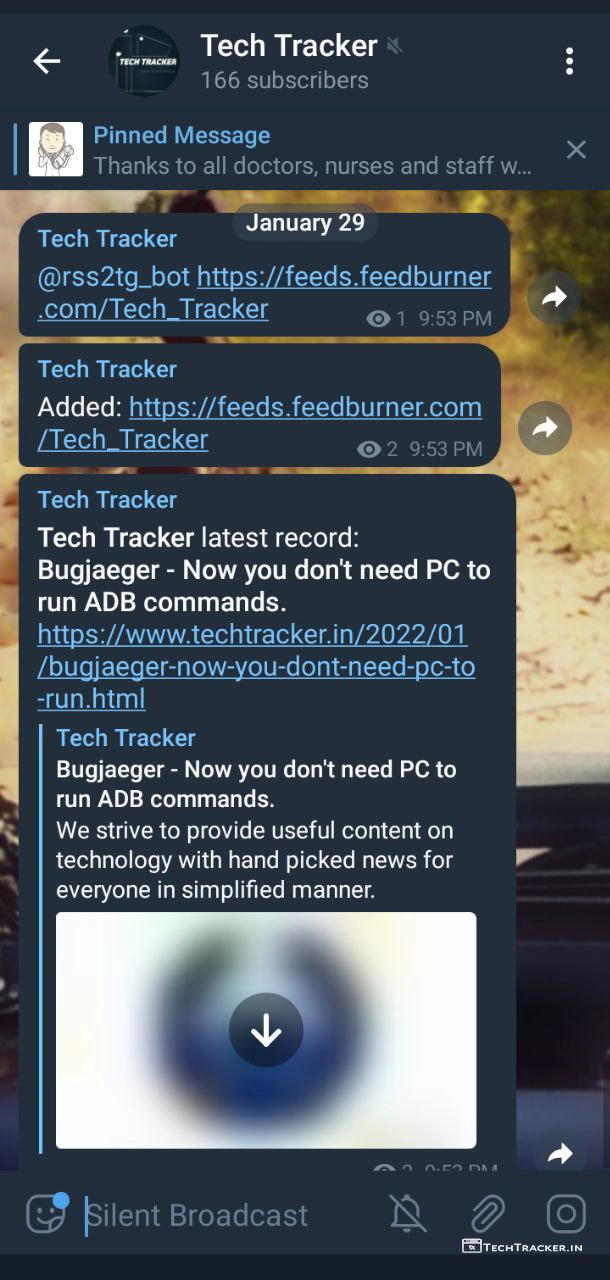 Tech Tracker
166 subscribers
TECH TRACKER
Pinned Message
Thanks to all doctors, nurses and staff w...
January 29
Tech Tracker
@rss2tg_bot https://feeds.feedburner
.com/Tech_Tracker
1 9:53 PM
Tech Tracker
Added: https://feeds.feedburner.com
/Tech_Tracker
2 9:53 PM
Tech Tracker
Tech Tracker latest record:
Bugjaeger - Now you don't need PC to
run ADB commands.
https://www.techtracker.in/2022/01
/bugjaeger-now-you-dont-need-pc-to
-run.html
Tech Tracker
Bugjaeger - Now you don't need PC to
run ADB commands.
We strive to provide useful content on
technology with hand picked news for
everyone in simplified manner.
2 9:53 PM
Silent Broadcast
TECHTRACKER.IN